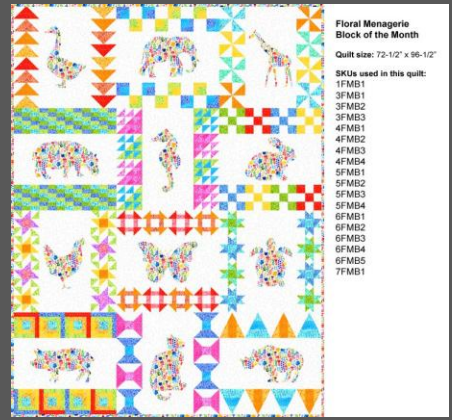 Floral Menagerie
Block of the Month
Quilt size: 72-1/2" x 96-1/2"
SKUs used in this quilt:
1FMB1
3FMB1
3FMB2
3FMB3
4FMB1
4FMB2
4FMB3
4FMB4
5FMB1
5FMB2
5FMB3
5FMB4
6FMB1
6FMB2
6FMB3
6FMB4
6FMB5
7FMB1